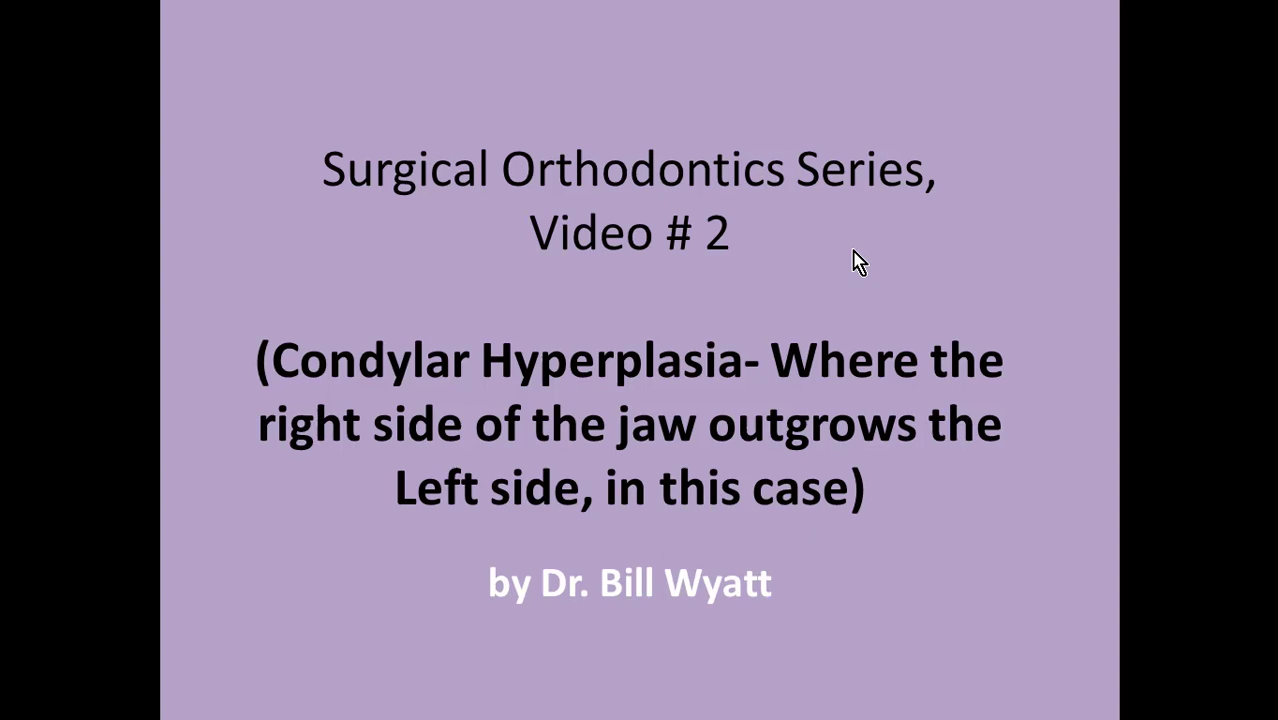 Surgical Orthodontics Series,
Video # 2
(Condylar Hyperplasia- Where the
right side of the jaw outgrows the
Left side, in this case)
by Dr. Bill Wyatt